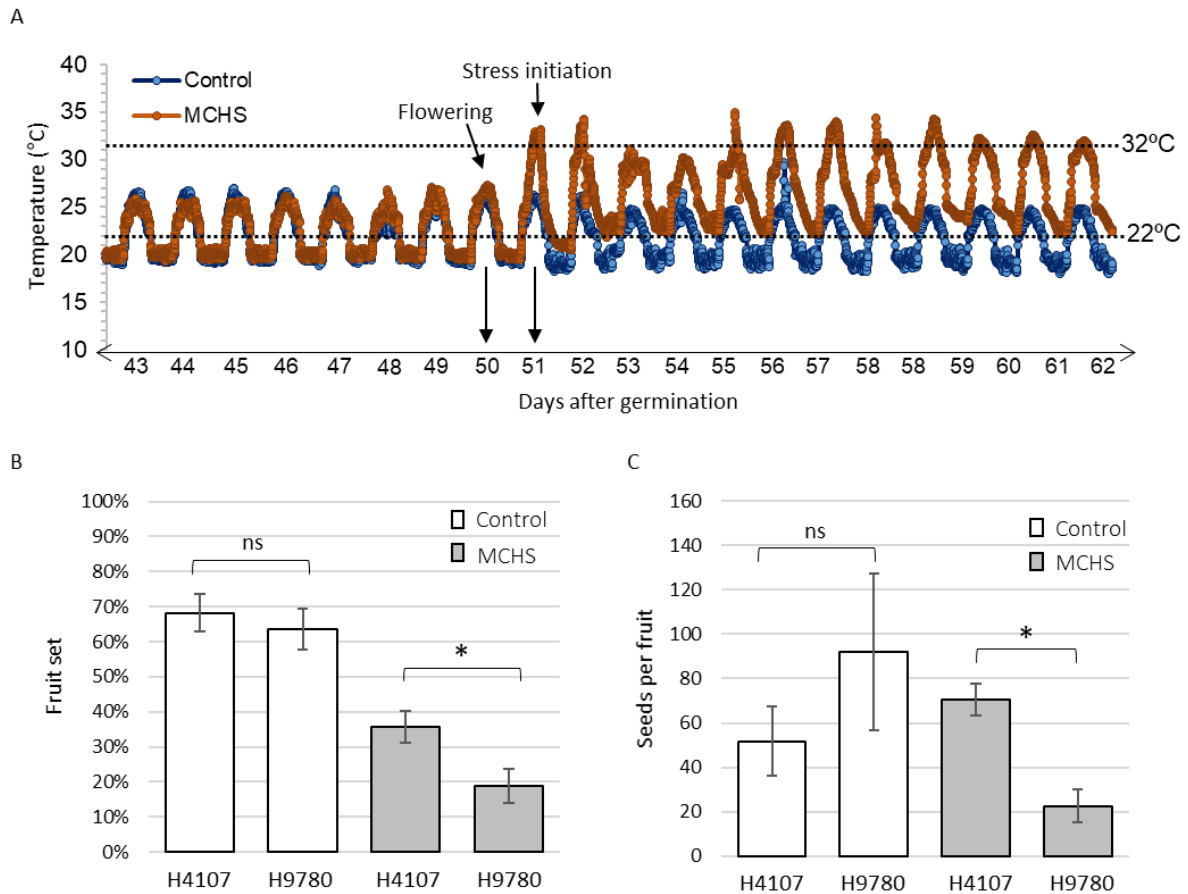 A
40
35
30
25
20
15
10
Temperature (°C)
Control
MCHS
Stress initiation
Flowering
32ºC
22ºC
43 44 45 46 47 48 49 50 51 52 53 54 55 56 57 58 58 59 60 61 62
Days after germination
B
100%
90%
80%
70%
60%
50%
40%
30%
20%
10%
0%
Fruit set
Control
MCHS
ns
*
H4107 H9780 H4107 H9780
C
160
140
120
100
80
60
40
20
0
Seeds per fruit
Control
MCHS
ns
*
H4107 H9780 H4107 H9780